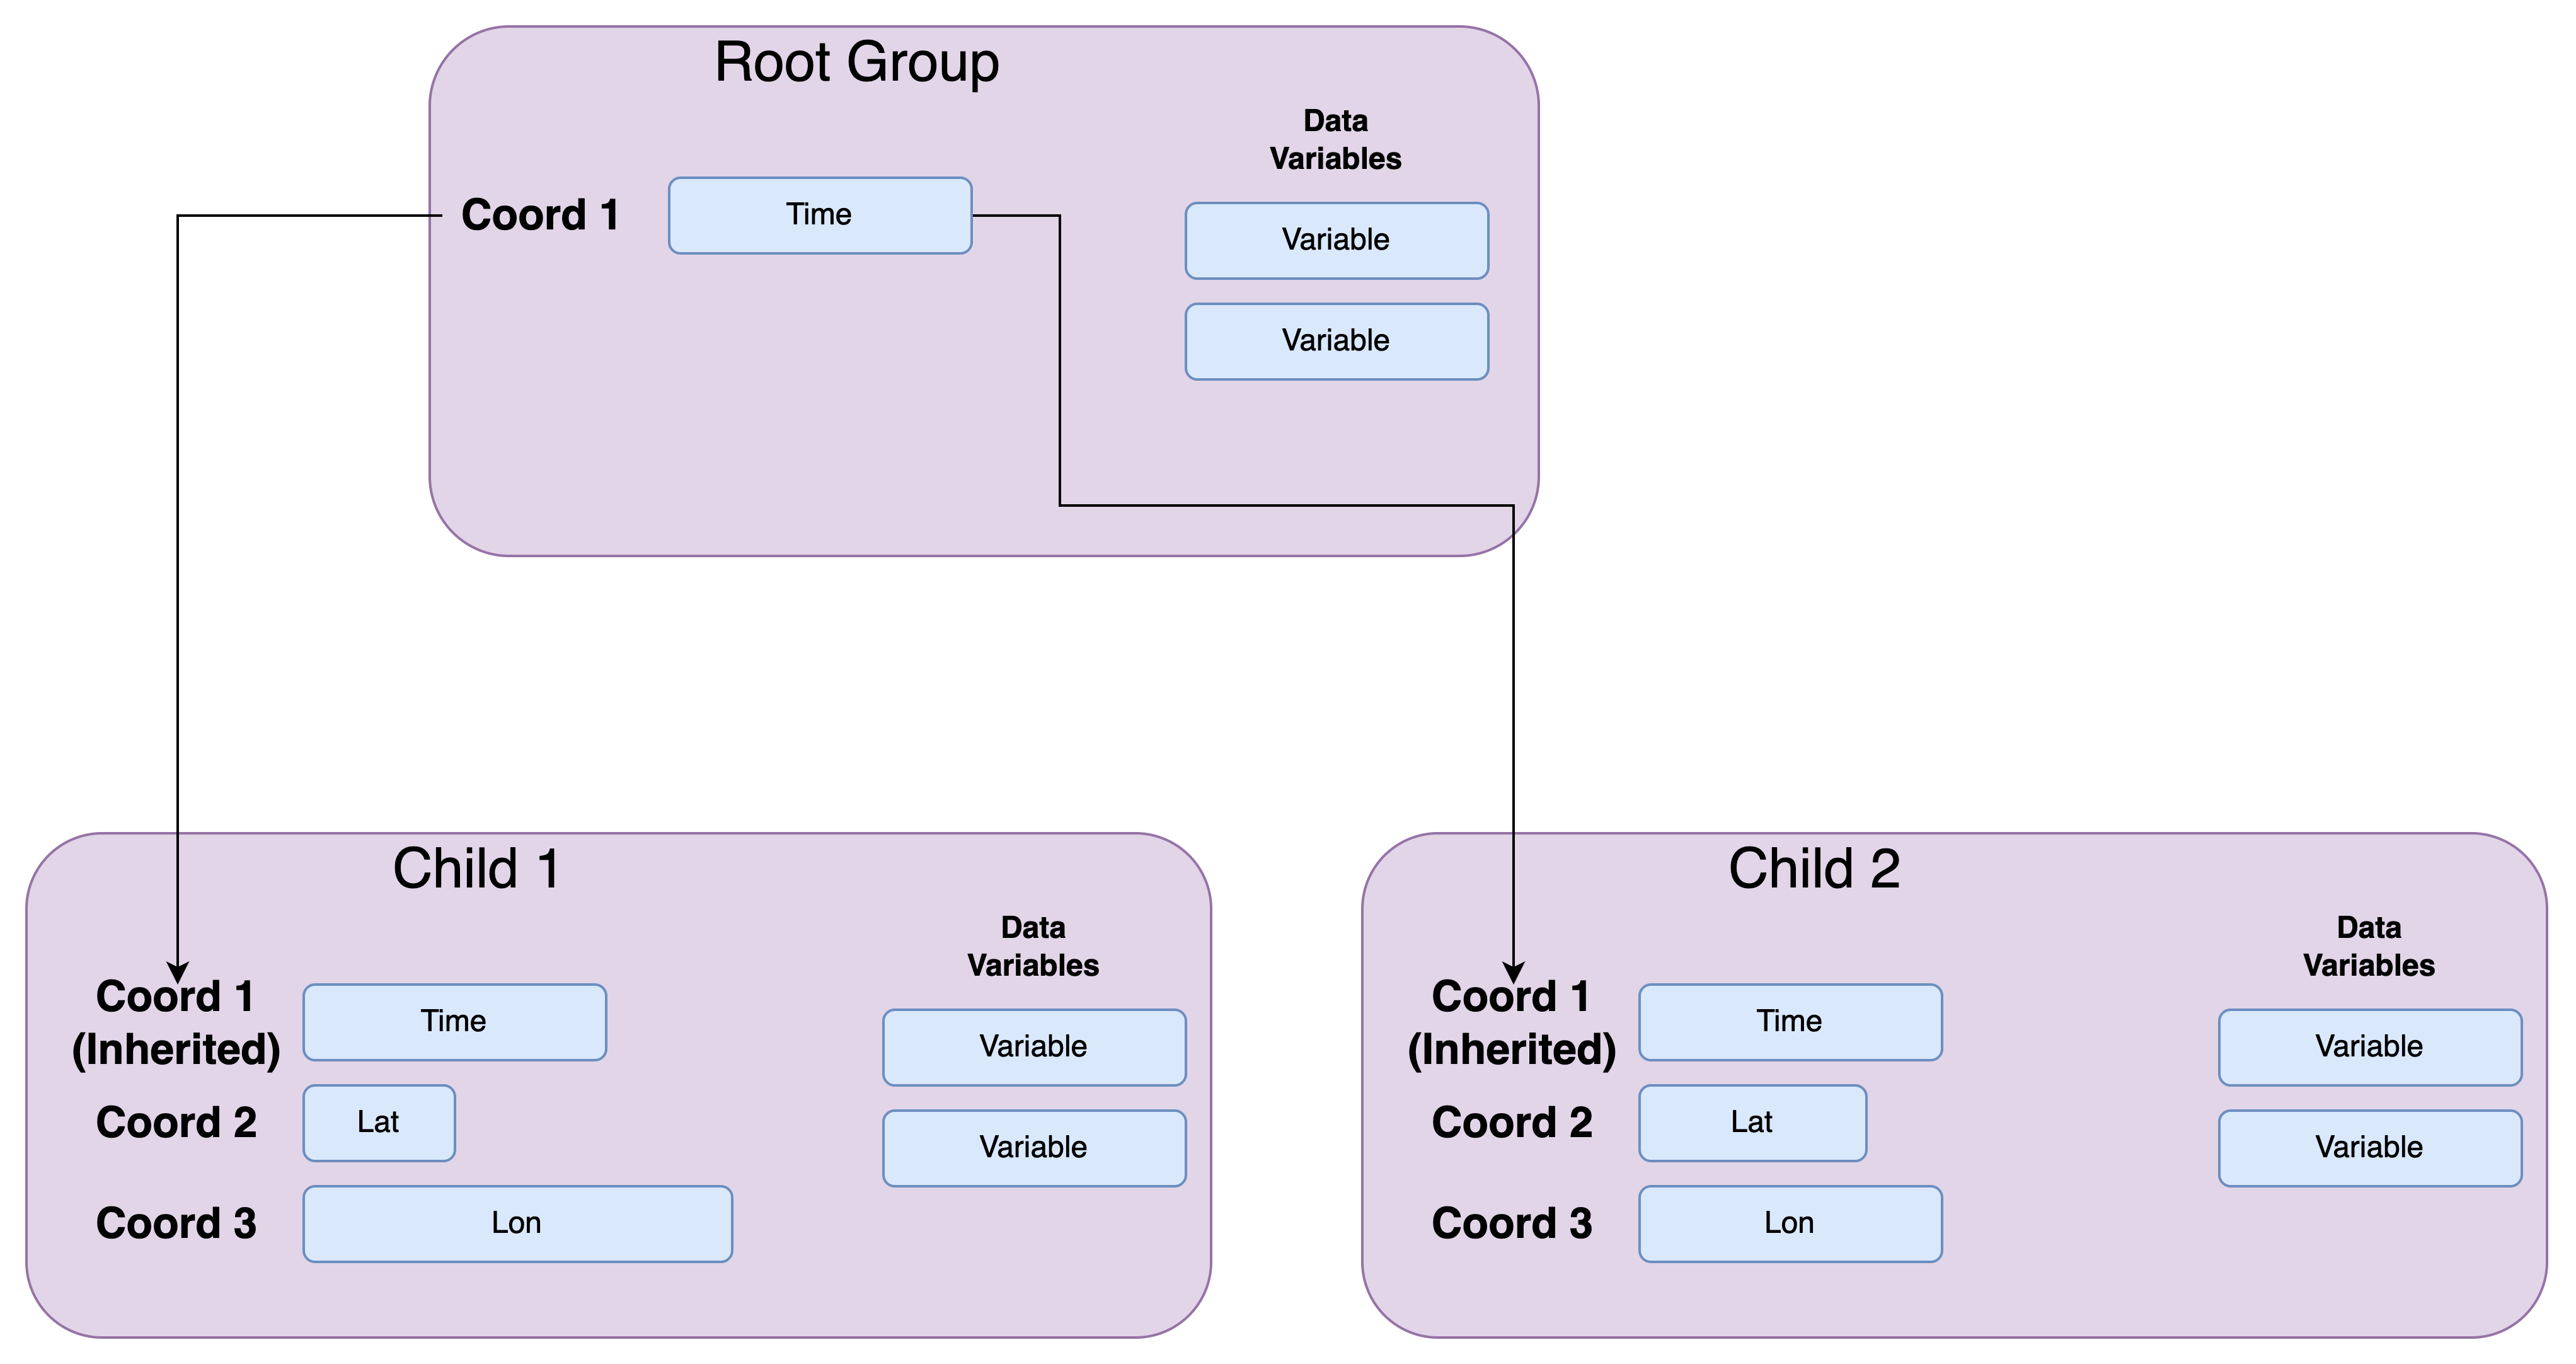 Root Group
Data
Variables
Coord 1
Time
Variable
Variable
Child 1
Data
Variables
Coord 1
(Inherited)
Time
Variable
Coord 2
Lat
Variable
Coord 3
Lon
Child 2
Data
Variables
Coord 1
(Inherited)
Time
Variable
Coord 2
Lat
Variable
Coord 3
Lon